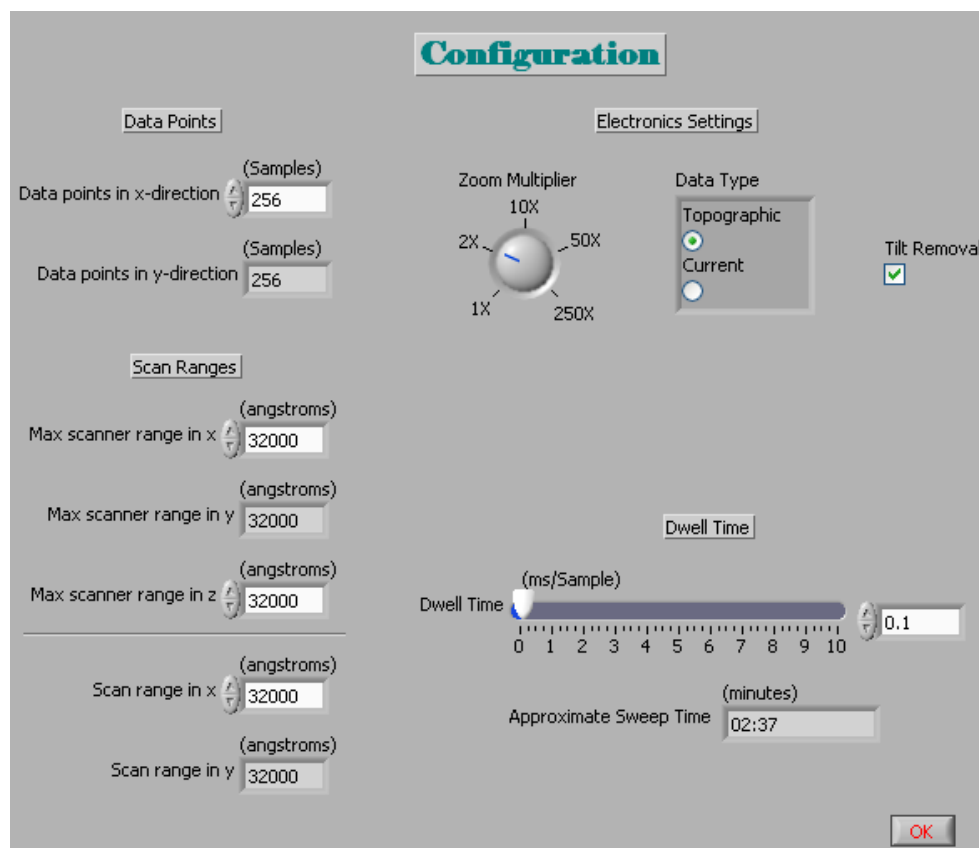 Configuration
Data Points
(Samples)
Data points in x-direction 256
(Samples)
Data points in y-direction 256
Scan Ranges
(angstroms)
Max scanner range in x 32000
(angstroms)
Max scanner range in y 32000
(angstroms)
Max scanner range in z 32000
(angstroms)
Scan range in x 32000
(angstroms)
Scan range in y 32000
Electronics Settings
Zoom Multiplier
10X
2X 50X
1X 250X
Data Type
Topographic
Current
Tilt Remova
Dwell Time
(ms/Sample)
Dwell Time 0.1
0 1 2 3 4 5 6 7 8 9 10
(minutes)
Approximate Sweep Time 02:37
OK